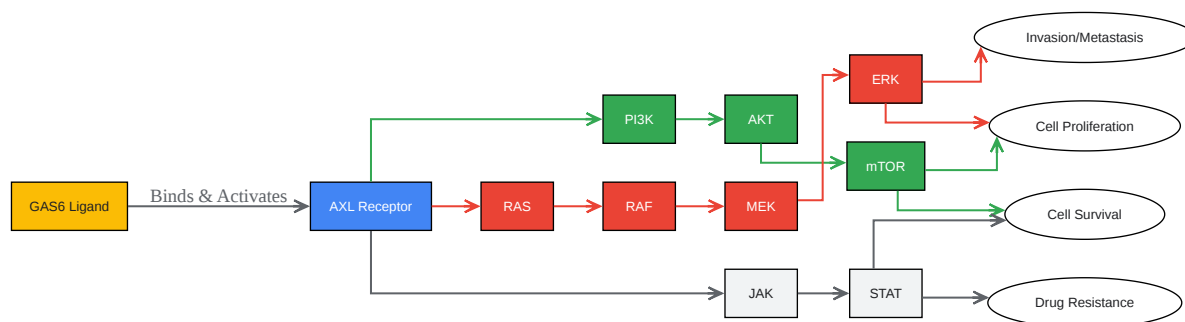 Invasion/Metastasis
ERK
PI3K
AKT
Cell Proliferation
mTOR
GAS6 Ligand
Binds & Activates
AXL Receptor
RAS
RAF
MEK
Cell Survival
JAK
STAT
Drug Resistance